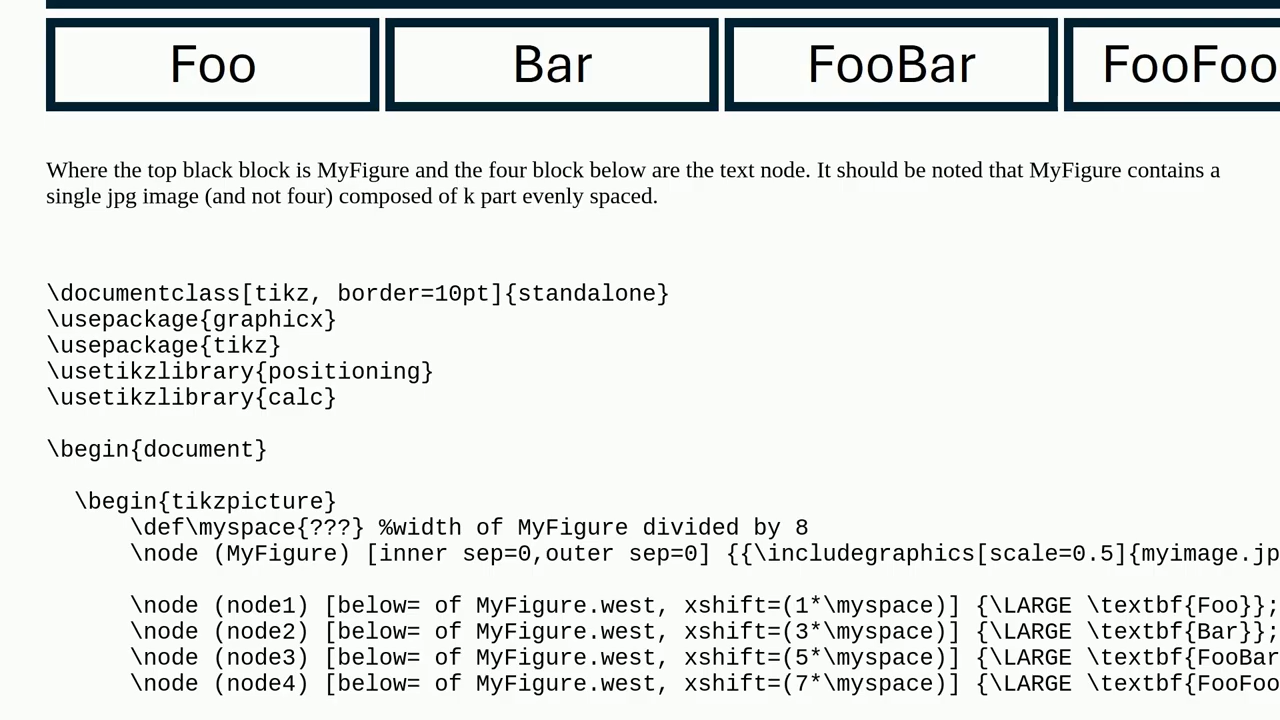 Foo Bar FooBar FooFoo
Where the top black block is MyFigure and the four block below are the text node. It should be noted that MyFigure contains a
single jpg image (and not four) composed of k part evenly spaced.
\documentclass[tikz, border=10pt]{standalone}
\usepackage{graphicx}
\usepackage{tikz}
\usetikzlibrary{positioning}
\usetikzlibrary{calc}
\begin{document}
\begin{tikzpicture}
\def\myspace{???} %width of MyFigure divided by 8
\node (MyFigure) [inner sep=0,outer sep=0] {{\includegraphics[scale=0.5]{myimage.jp
\node (node1) [below= of MyFigure.west, xshift=(1*\myspace)] {\LARGE \textbf{Foo}};
\node (node2) [below= of MyFigure.west, xshift=(3*\myspace)] {\LARGE \textbf{Bar}};
\node (node3) [below= of MyFigure.west, xshift=(5*\myspace)] {\LARGE \textbf{FooBar
\node (node4) [below= of MyFigure.west, xshift=(7*\myspace)] {\LARGE \textbf{FooFoo